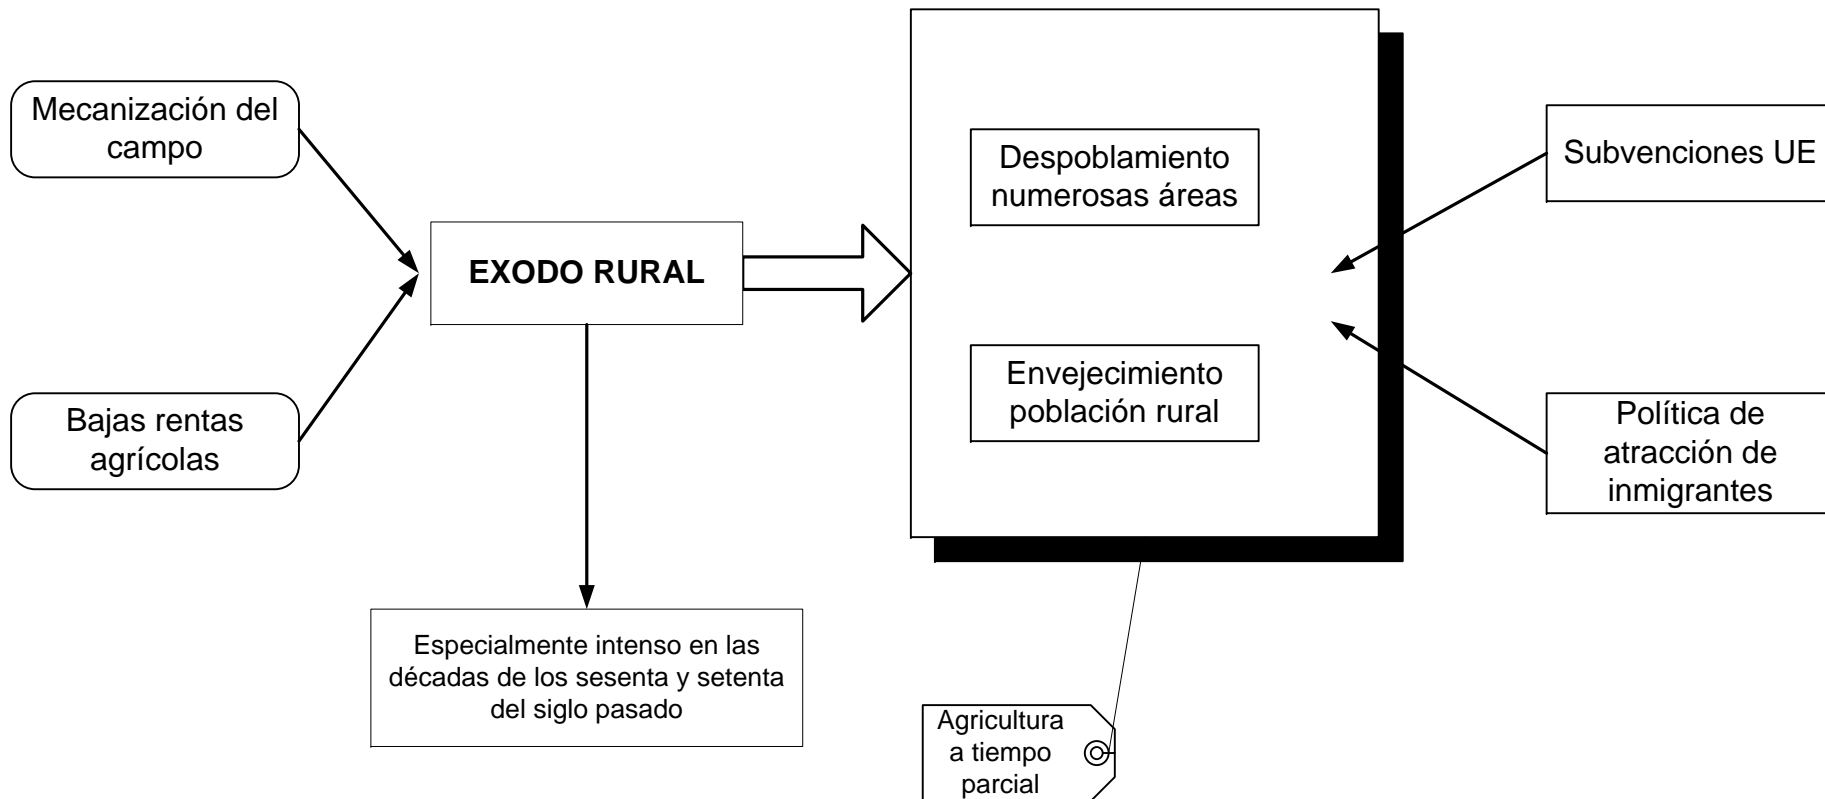 Mecanización del
campo
Bajas rentas
agrícolas
EXODO RURAL
Especialmente intenso en las
décadas de los sesenta y setenta
del siglo pasado
Despoblamiento
numerosas áreas
Envejecimiento
población rural
Agricultura
a tiempo
parcial
Subvenciones UE
Política de
atracción de
inmigrantes